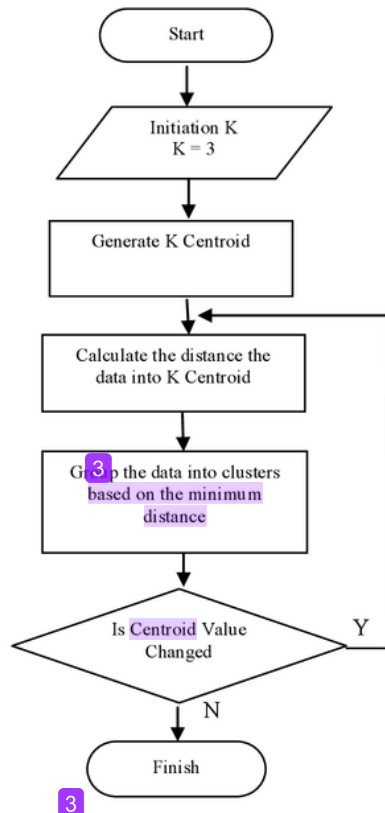 Start
Initiation K
K = 3
Generate K Centroid
Calculate the distance the
data into K Centroid
3
Group the data into clusters
based on the minimum
distance
Is Centroid Value
Changed
Y
N
Finish
3